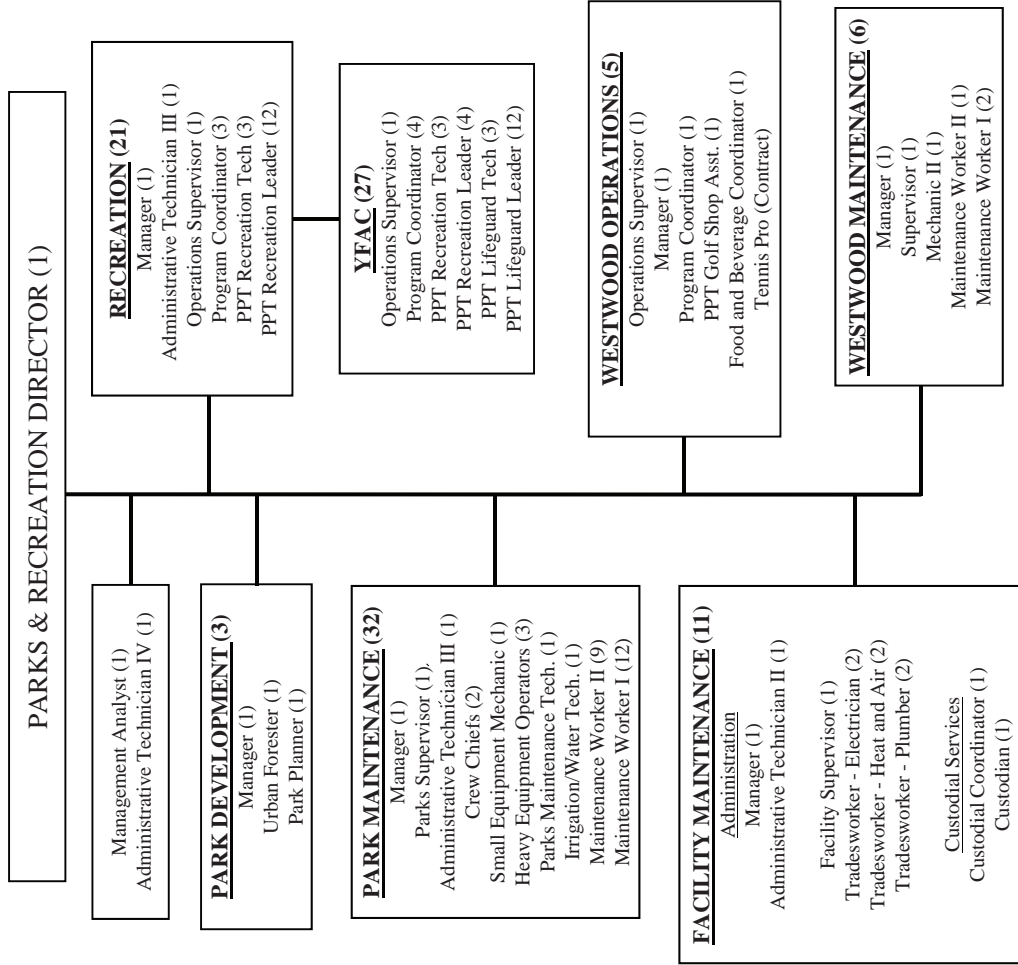 PARKS & RECREATION DIRECTOR (1)
Management Analyst (1)
Administrative Technician IV (1)
PARK DEVELOPMENT (3)
Manager (1)
Urban Forester (1)
Park Planner (1)
PARK MAINTENANCE (32)
Manager (1)
Parks Supervisor (1).
Administrative Technician III (1)
Crew Chiefs (2)
Small Equipment Mechanic (1)
Heavy Equipment Operators (3)
Parks Maintenance Tech. (1)
Irrigation/Water Tech. (1)
Maintenance Worker II (9)
Maintenance Worker I (12)
FACILITY MAINTENANCE (11)
Administration
Manager (1)
Administrative Technician II (1)
Facility Supervisor (1)
Tradesworker - Electrician (2)
Tradesworker - Heat and Air (2)
Tradesworker - Plumber (2)
Custodial Services
Custodial Coordinator (1)
Custodian (1)
RECREATION (21)
Manager (1)
Administrative Technician III (1)
Operations Supervisor (1)
Program Coordinator (3)
PPT Recreation Tech (3)
PPT Recreation Leader (12)
YFAC (27)
Operations Supervisor (1)
Program Coordinator (4)
PPT Recreation Tech (3)
PPT Recreation Leader (4)
PPT Lifeguard Tech (3)
PPT Lifeguard Leader (12)
WESTWOOD OPERATIONS (5)
Operations Supervisor (1)
Manager (1)
Program Coordinator (1)
PPT Golf Shop Asst. (1)
Food and Beverage Coordinator (1)
Tennis Pro (Contract)
WESTWOOD MAINTENANCE (6)
Manager (1)
Supervisor (1)
Mechanic II (1)
Maintenance Worker II (1)
Maintenance Worker I (2)